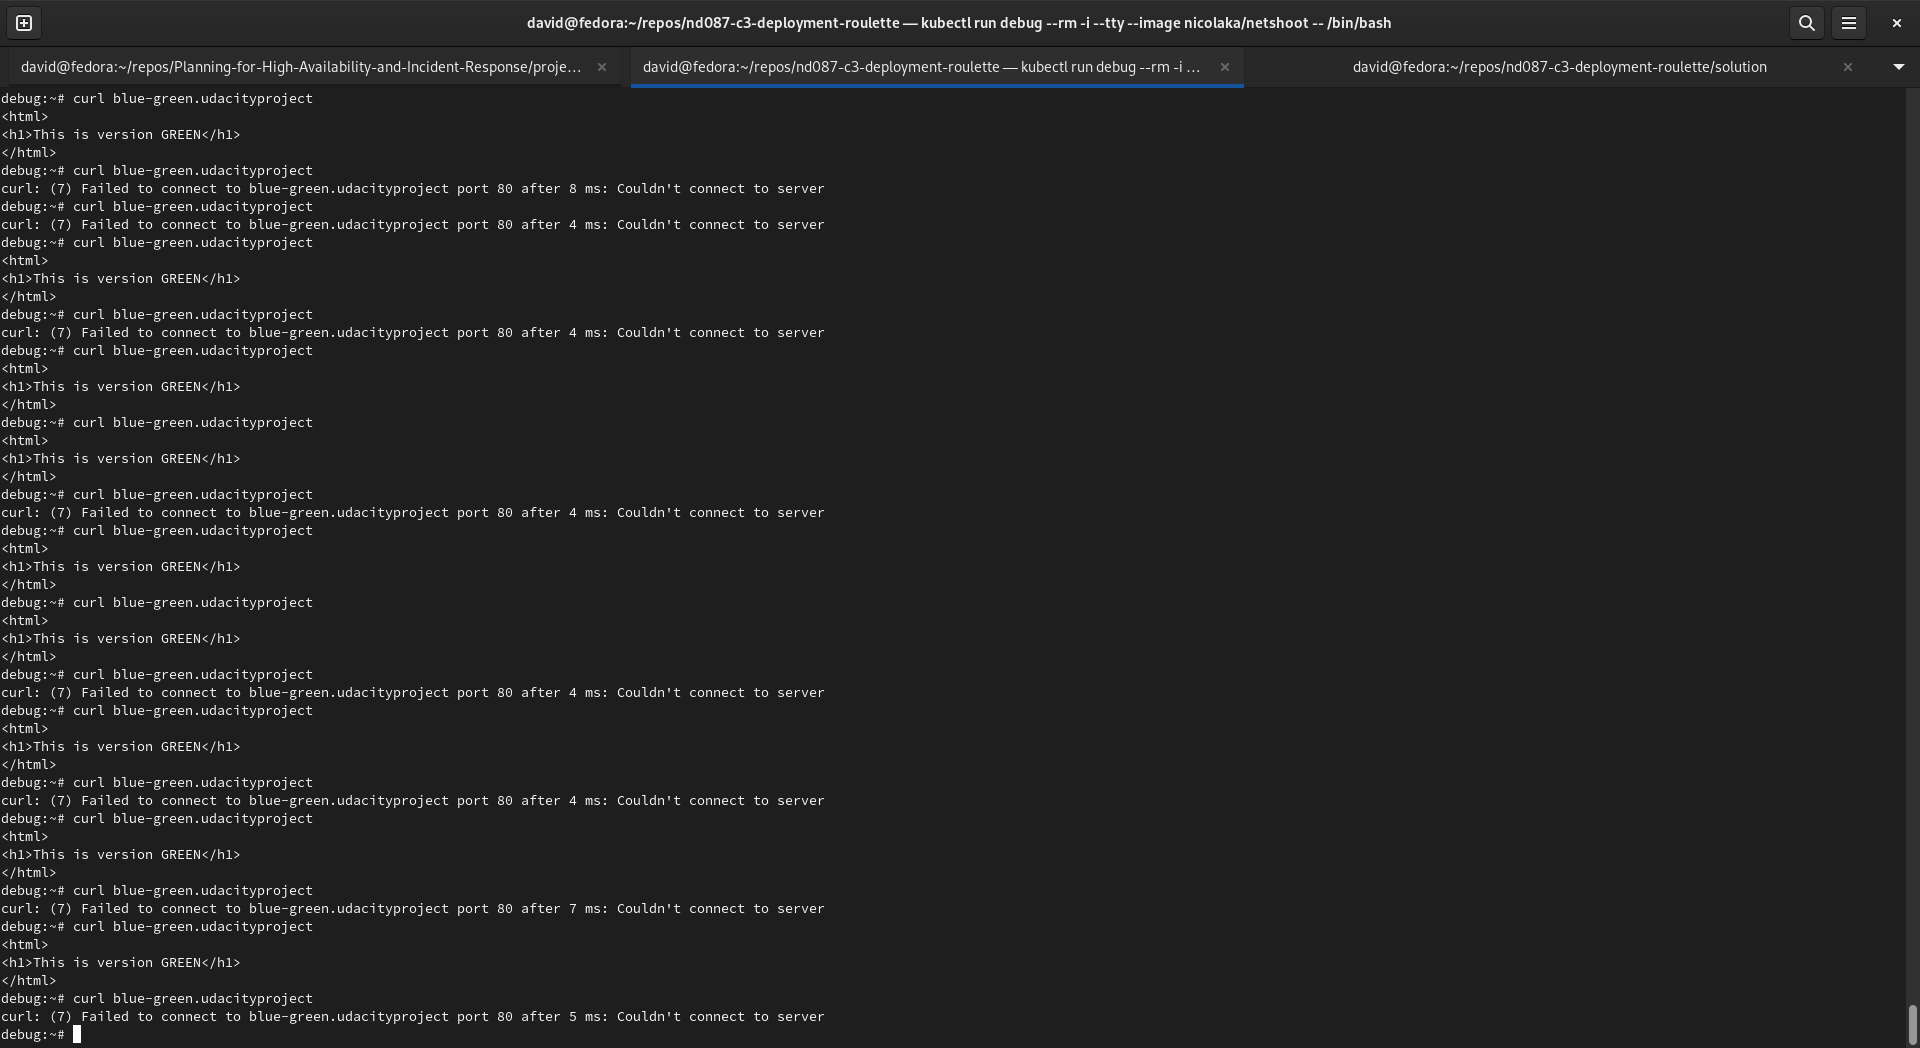 david@fedora:~/repos/nd087-c3-deployment-roulette — kubectl run debug --rm -i --tty --image nicolaka/netshoot -- /bin/bash
david@fedora:~/repos/Planning-for-High-Availability-and-Incident-Response/proje…
david@fedora:~/repos/nd087-c3-deployment-roulette — kubectl run debug --rm -i …
david@fedora:~/repos/nd087-c3-deployment-roulette/solution
debug:~# curl blue-green.udacityproject
<html>
<h1>This is version GREEN</h1>
</html>
debug:~# curl blue-green.udacityproject
curl: (7) Failed to connect to blue-green.udacityproject port 80 after 8 ms: Couldn't connect to server
debug:~# curl blue-green.udacityproject
curl: (7) Failed to connect to blue-green.udacityproject port 80 after 4 ms: Couldn't connect to server
debug:~# curl blue-green.udacityproject
<html>
<h1>This is version GREEN</h1>
</html>
debug:~# curl blue-green.udacityproject
curl: (7) Failed to connect to blue-green.udacityproject port 80 after 4 ms: Couldn't connect to server
debug:~# curl blue-green.udacityproject
<html>
<h1>This is version GREEN</h1>
</html>
debug:~# curl blue-green.udacityproject
<html>
<h1>This is version GREEN</h1>
</html>
debug:~# curl blue-green.udacityproject
curl: (7) Failed to connect to blue-green.udacityproject port 80 after 4 ms: Couldn't connect to server
debug:~# curl blue-green.udacityproject
<html>
<h1>This is version GREEN</h1>
</html>
debug:~# curl blue-green.udacityproject
<html>
<h1>This is version GREEN</h1>
</html>
debug:~# curl blue-green.udacityproject
curl: (7) Failed to connect to blue-green.udacityproject port 80 after 4 ms: Couldn't connect to server
debug:~# curl blue-green.udacityproject
<html>
<h1>This is version GREEN</h1>
</html>
debug:~# curl blue-green.udacityproject
curl: (7) Failed to connect to blue-green.udacityproject port 80 after 4 ms: Couldn't connect to server
debug:~# curl blue-green.udacityproject
<html>
<h1>This is version GREEN</h1>
</html>
debug:~# curl blue-green.udacityproject
curl: (7) Failed to connect to blue-green.udacityproject port 80 after 7 ms: Couldn't connect to server
debug:~# curl blue-green.udacityproject
<html>
<h1>This is version GREEN</h1>
</html>
debug:~# curl blue-green.udacityproject
curl: (7) Failed to connect to blue-green.udacityproject port 80 after 5 ms: Couldn't connect to server
debug:~#